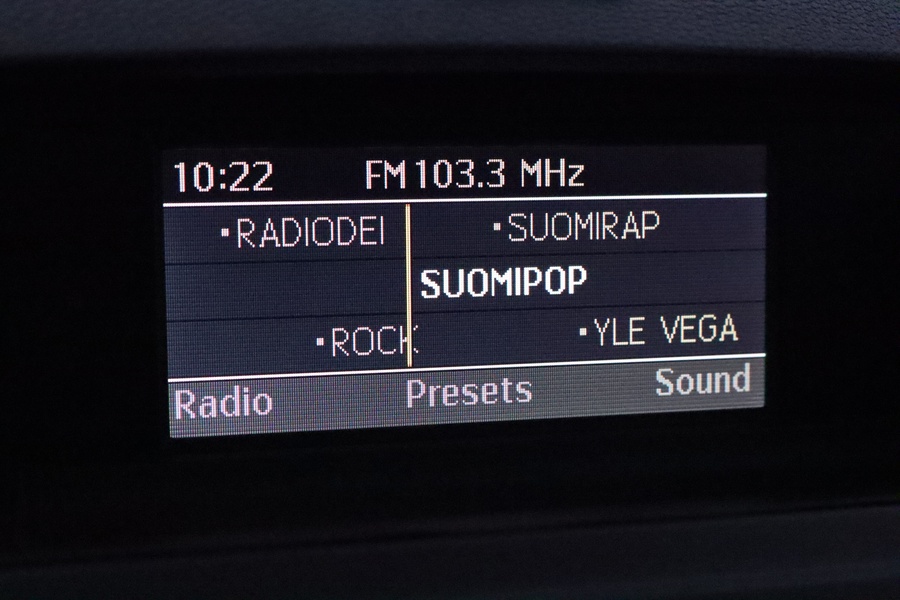 10:22 FM 103.3 MHz
▪RADIODEI ▪SUOMIRAP
SUOMIPOP
▪ROCK ▪YLE VEGA
Radio Presets Sound